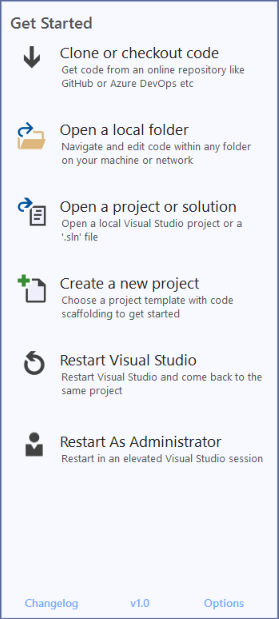 Get Started
Clone or checkout code
Get code from an online repository like
GitHub or Azure DevOps etc
Open a local folder
Navigate and edit code within any folder
on your machine or network
Open a project or solution
Open a local Visual Studio project or a
'.sln' file
Create a new project
Choose a project template with code
scaffolding to get started
Restart Visual Studio
Restart Visual Studio and come back to the
same project
Restart As Administrator
Restart in an elevated Visual Studio session
Changelog v1.0 Options